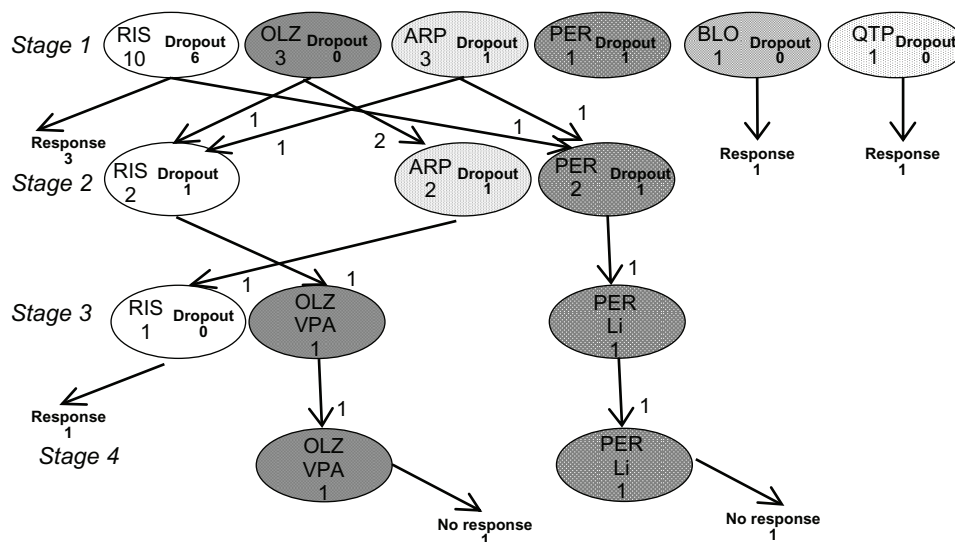 Stage 1
RIS Dropout
10 6
OLZ Dropout
3 0
ARP Dropout
3 1
PER Dropout
1 1
BLO Dropout
1 0
QTP Dropout
1 0
1
1
2
1
1
Response
3
Response
1
Response
1
Stage 2
RIS Dropout
2 1
ARP Dropout
2 1
PER Dropout
2 1
1
1
1
Stage 3
RIS Dropout
1 0
OLZ
VPA
1
PER
Li
1
Response
1
1
1
Stage 4
OLZ
VPA
1
PER
Li
1
No response
1
No response
1